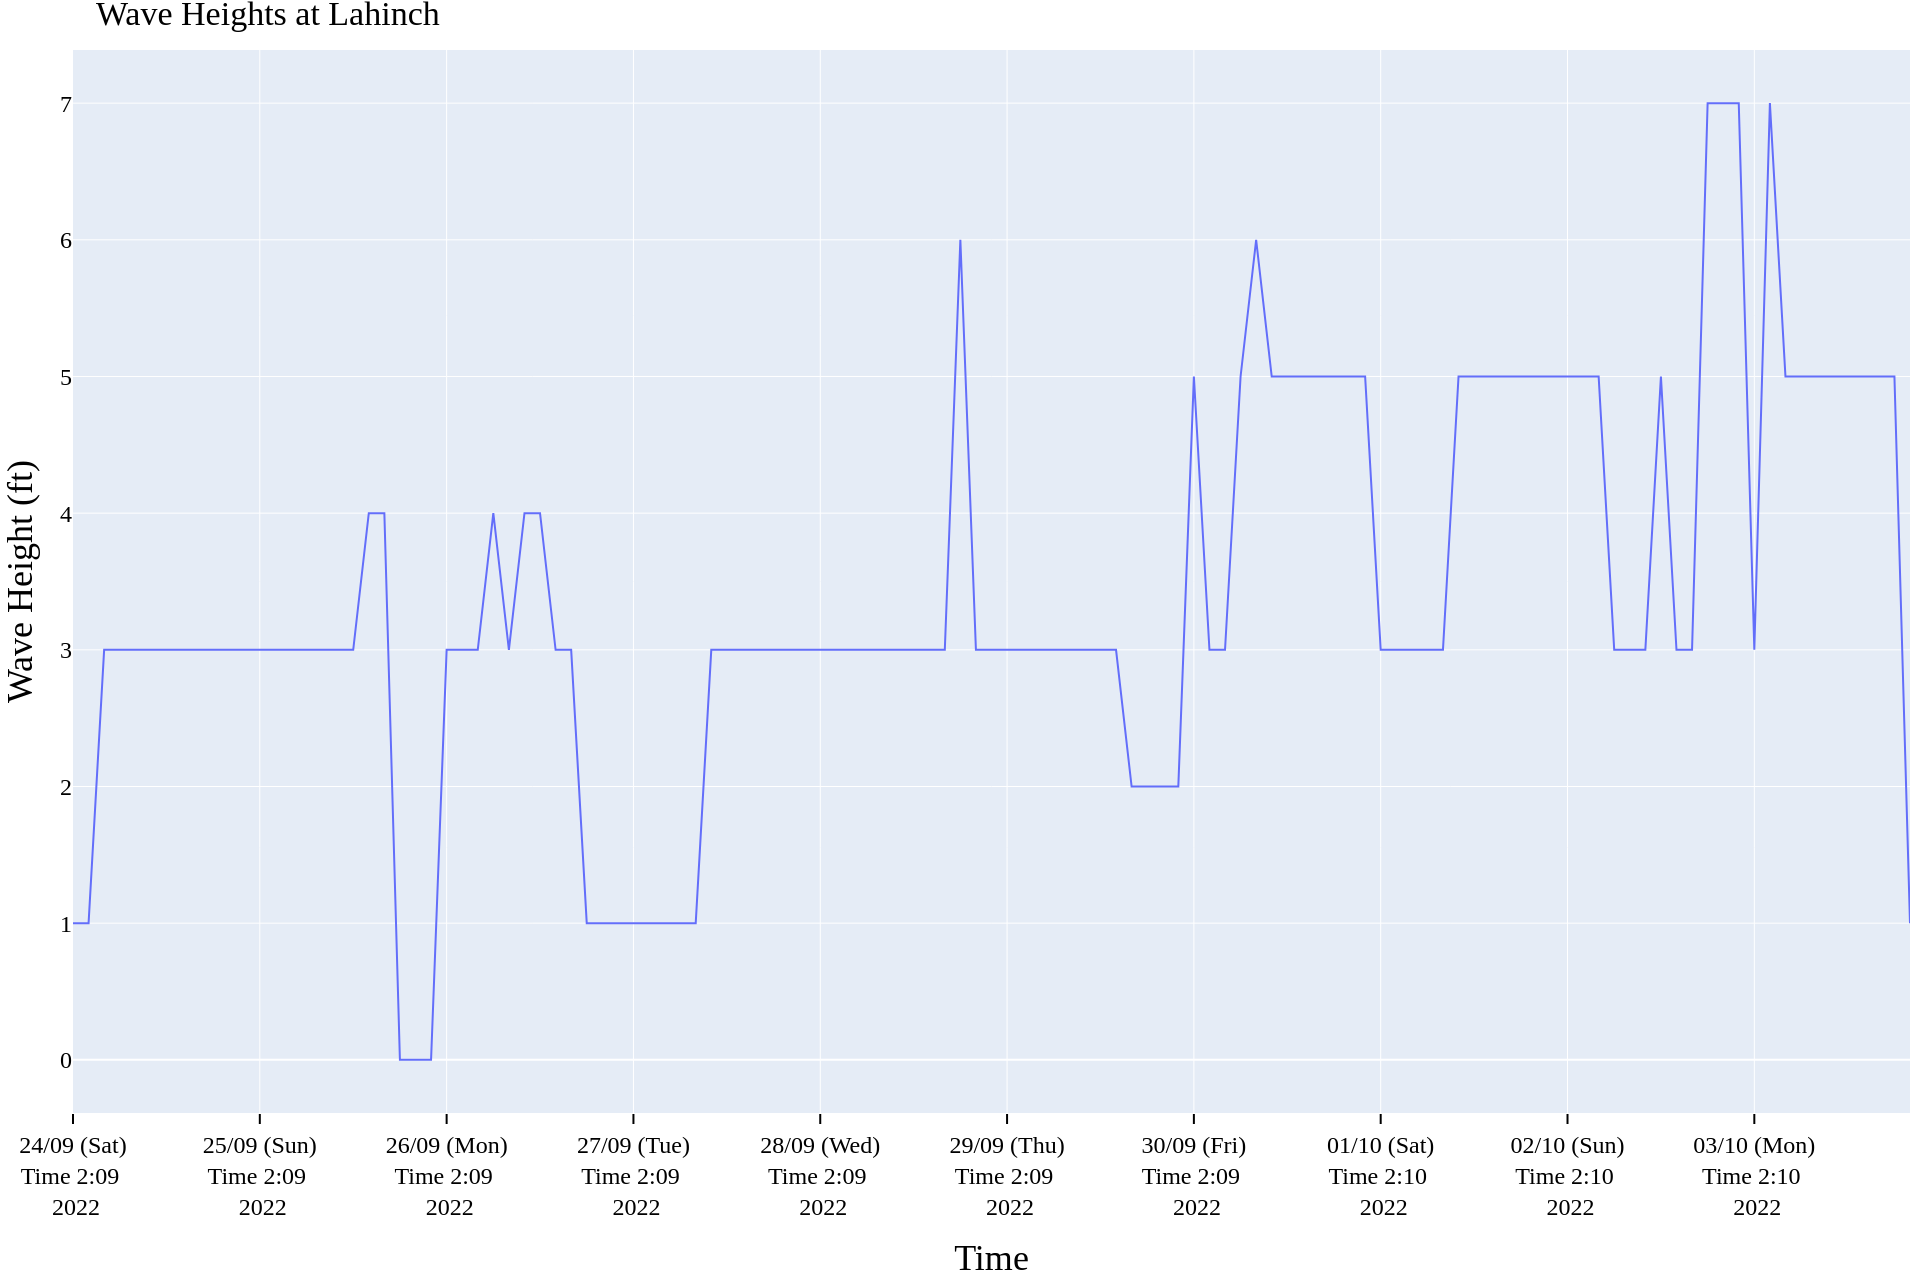 Wave Heights at Lahinch
7
6
5
4
3
2
1
0
Wave Height (ft)
24/09 (Sat) 25/09 (Sun) 26/09 (Mon) 27/09 (Tue) 28/09 (Wed) 29/09 (Thu) 30/09 (Fri) 01/10 (Sat) 02/10 (Sun) 03/10 (Mon)
Time 2:09 Time 2:09 Time 2:09 Time 2:09 Time 2:09 Time 2:09 Time 2:09 Time 2:10 Time 2:10 Time 2:10
2022 2022 2022 2022 2022 2022 2022 2022 2022 2022
Time